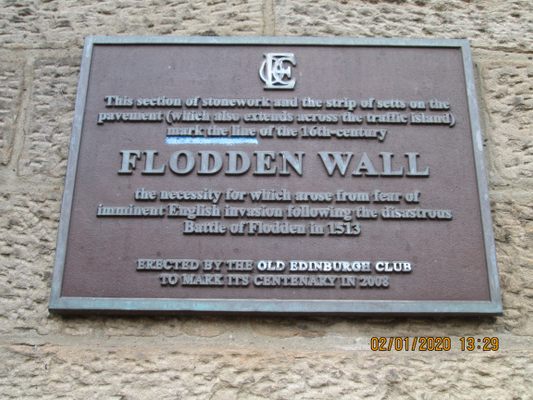 This section of stonework and the strip of setts on the
pavement (which also extends across the traffic island)
mark the line of the 16th-century
FLODDEN WALL
the necessity for which arose from fear of
imminent English invasion following the disastrous
Battle of Flodden in 1513
ERECTED BY THE OLD EDINBURGH CLUB
TO MARK ITS CENTENARY IN 2008
02/01/2020 13:29